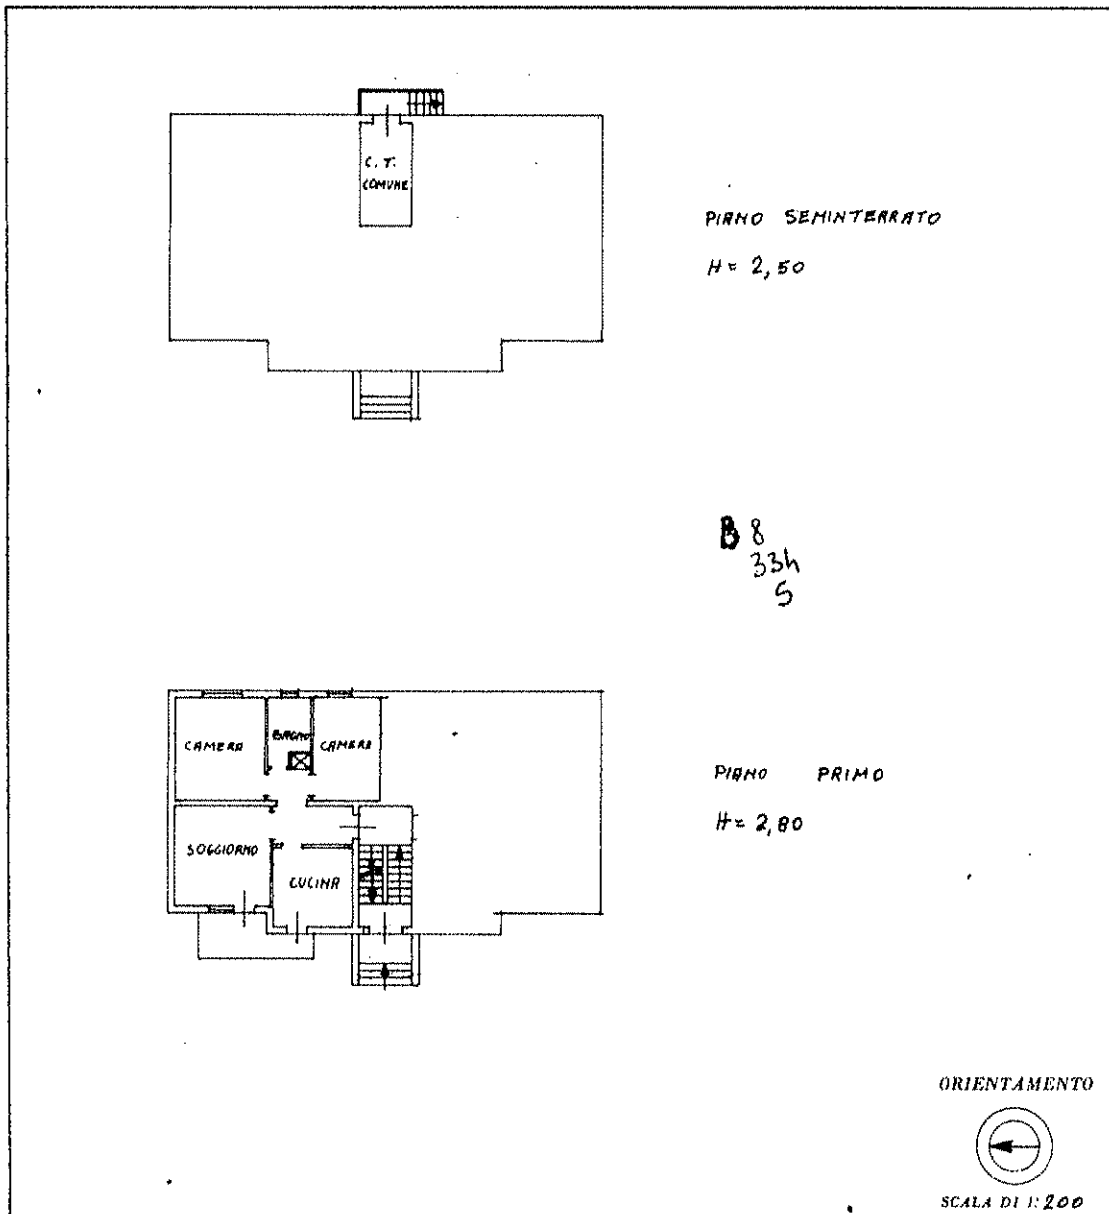 C. T.
COMUNE
PIANO SEMINTERRATO
H = 2,50
B 8
334
5
CAMERA
BAGNO
CAMERA
SOGGIORNO
CUCINA
PIANO PRIMO
H = 2,80
ORIENTAMENTO
SCALA DI 1: 200